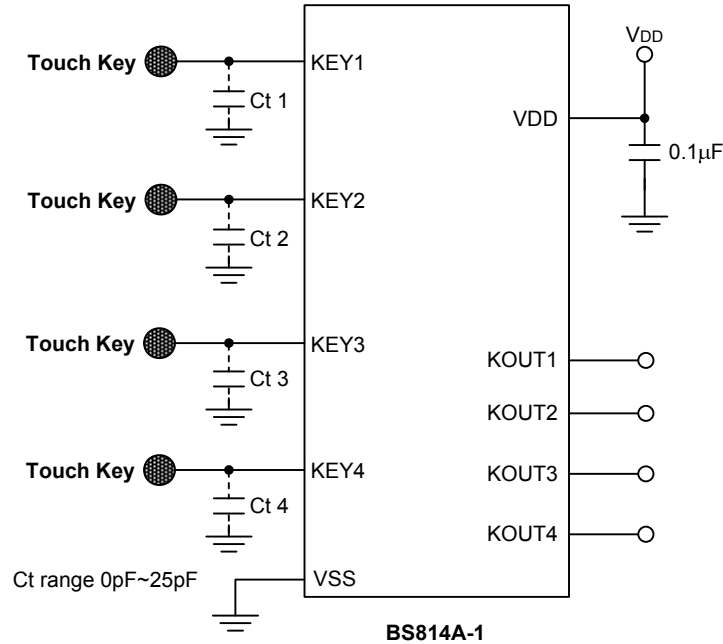 Touch Key
KEY1
Ct 1
Touch Key
KEY2
Ct 2
Touch Key
KEY3
Ct 3
Touch Key
KEY4
Ct 4
Ct range 0pF~25pF
VSS
VDD
VDD
0.1μF
KOUT1
KOUT2
KOUT3
KOUT4
BS814A-1